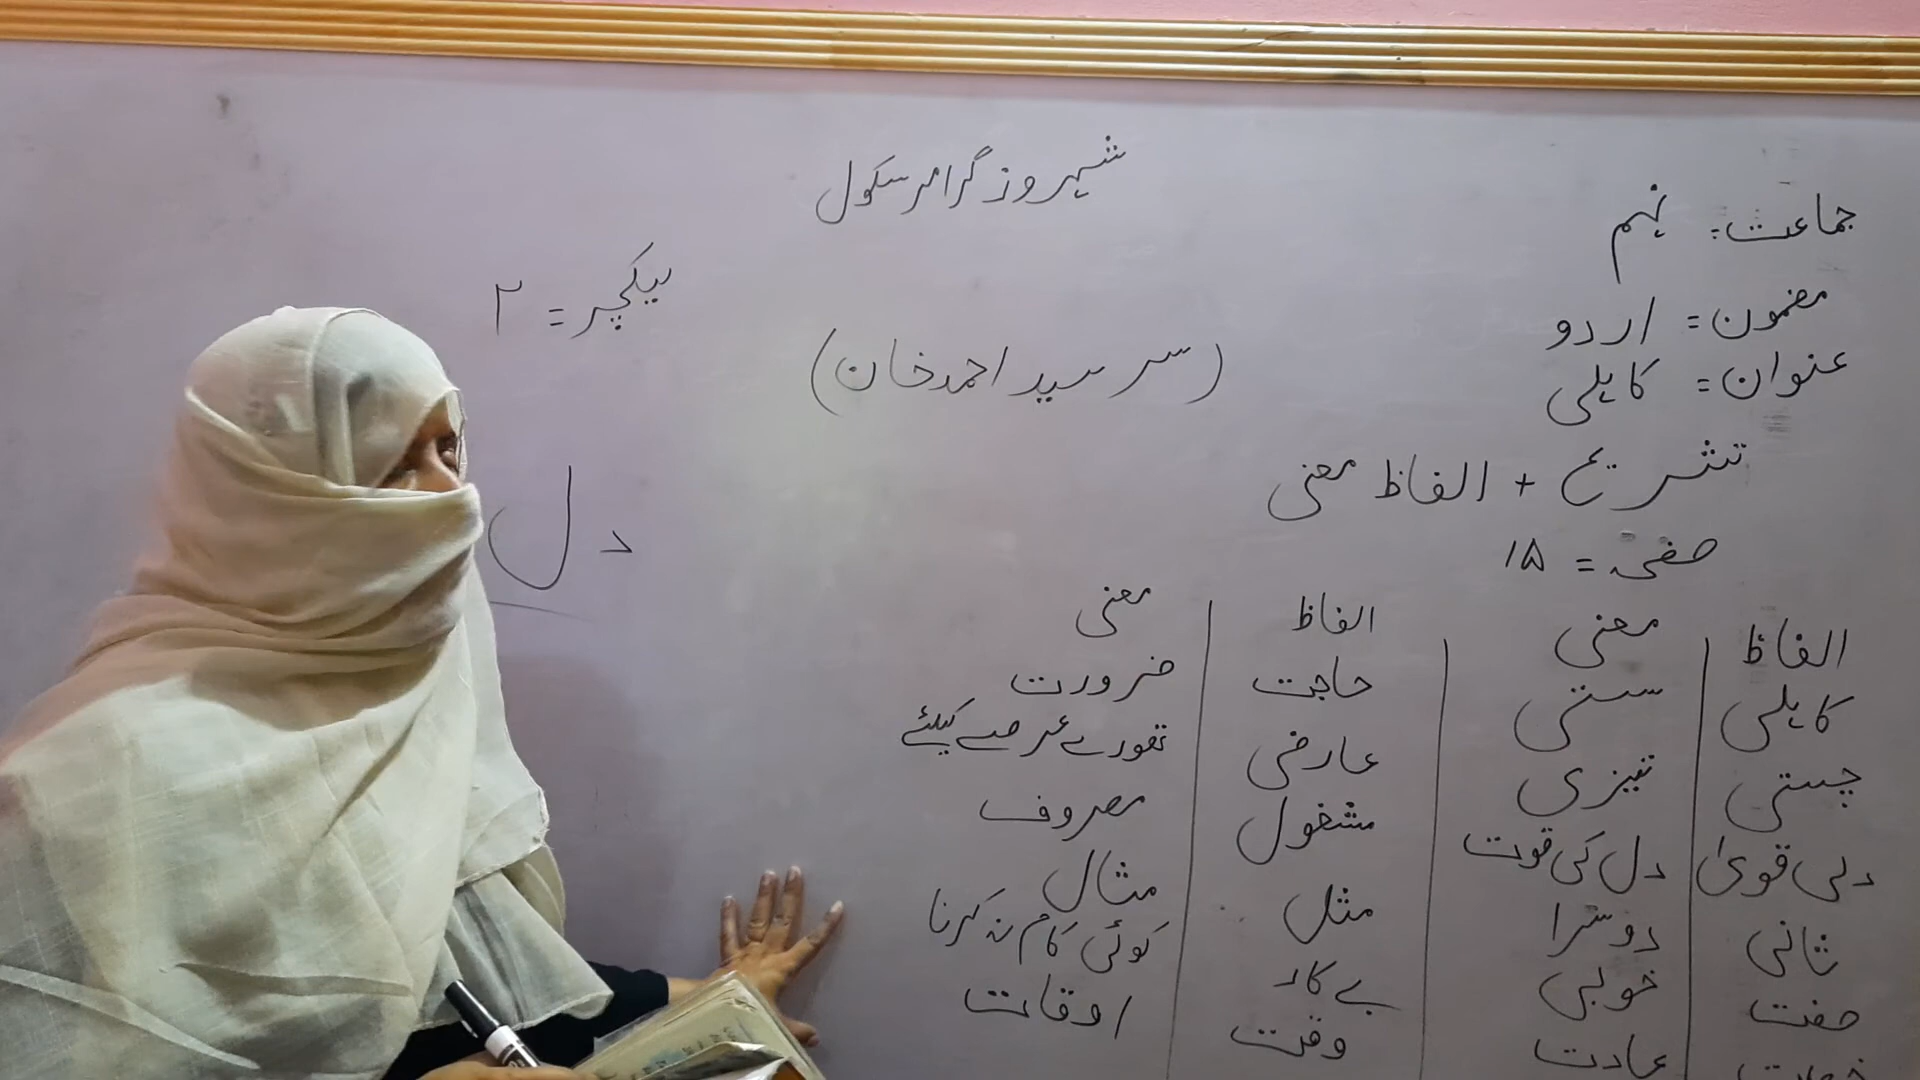 شہروز گرامر سکول
جماعت: نہم
لیکچر = ۲
مضمون = اردو
(سر سید احمد خان)
عنوان = کاہلی
تشریح + الفاظ معنی
دل
صفحہ = ۱۵
الفاظ معنی الفاظ معنی
کاہلی سستی حاجت ضرورت
چستی تیزی عارضی تھورے عرصے کیلئے
دلی قویٰ دل کی قوت مشغول مصروف
ثانی دوسرا مثل مثال
صفت خوبی بے کار کوئی کام نہ کرنا
عادت وقت اوقات